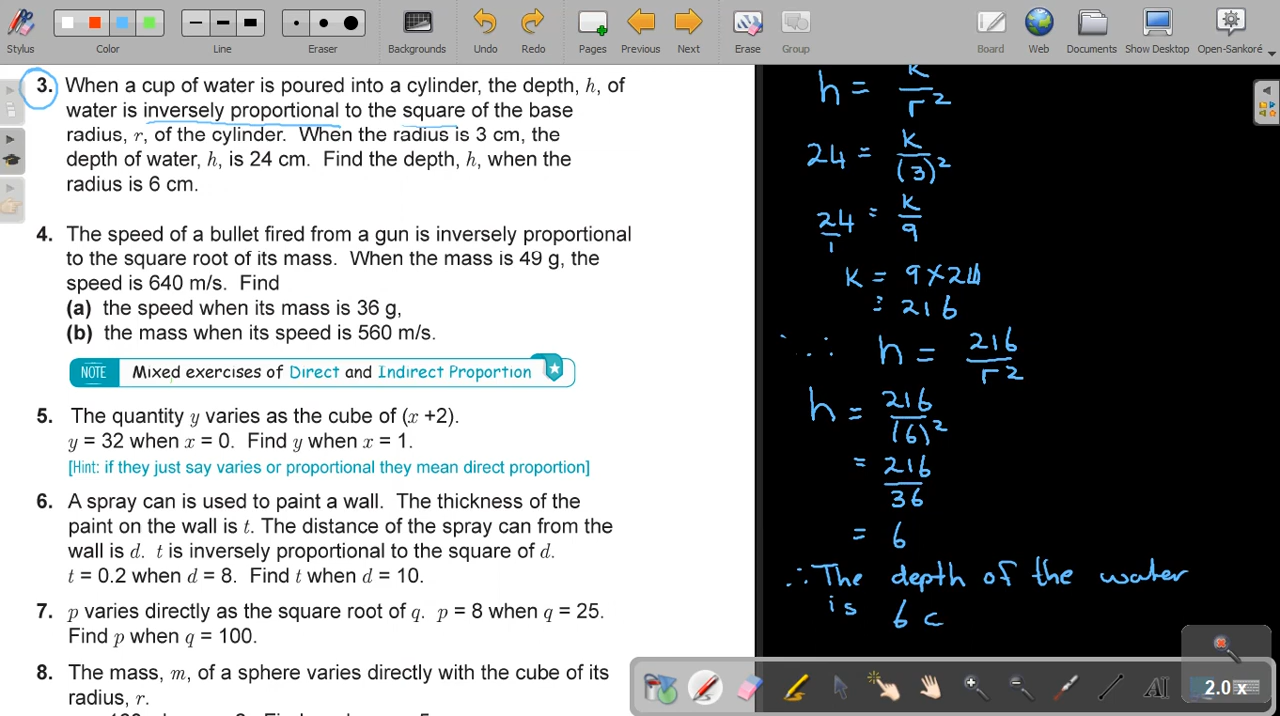 Stylus Color Line Eraser Backgrounds Undo Redo Pages Previous Next Erase Group Board Web Documents Show Desktop Open-Sankoré
3. When a cup of water is poured into a cylinder, the depth, h, of
water is inversely proportional to the square of the base
radius, r, of the cylinder. When the radius is 3 cm, the
depth of water, h, is 24 cm. Find the depth, h, when the
radius is 6 cm.
4. The speed of a bullet fired from a gun is inversely proportional
to the square root of its mass. When the mass is 49 g, the
speed is 640 m/s. Find
(a) the speed when its mass is 36 g,
(b) the mass when its speed is 560 m/s.
NOTE Mixed exercises of Direct and Indirect Proportion
5. The quantity y varies as the cube of (x +2).
y = 32 when x = 0. Find y when x = 1.
[Hint: if they just say varies or proportional they mean direct proportion]
6. A spray can is used to paint a wall. The thickness of the
paint on the wall is t. The distance of the spray can from the
wall is d. t is inversely proportional to the square of d.
t = 0.2 when d = 8. Find t when d = 10.
7. p varies directly as the square root of q. p = 8 when q = 25.
Find p when q = 100.
8. The mass, m, of a sphere varies directly with the cube of its
radius, r.
h = K/r²
24 = K/(3)²
24/1 = K/9
K = 9 × 24
= 216
∴ h = 216/r²
h = 216/(6)²
= 216/36
= 6
∴ The depth of the water
is 6 c
2.0 x